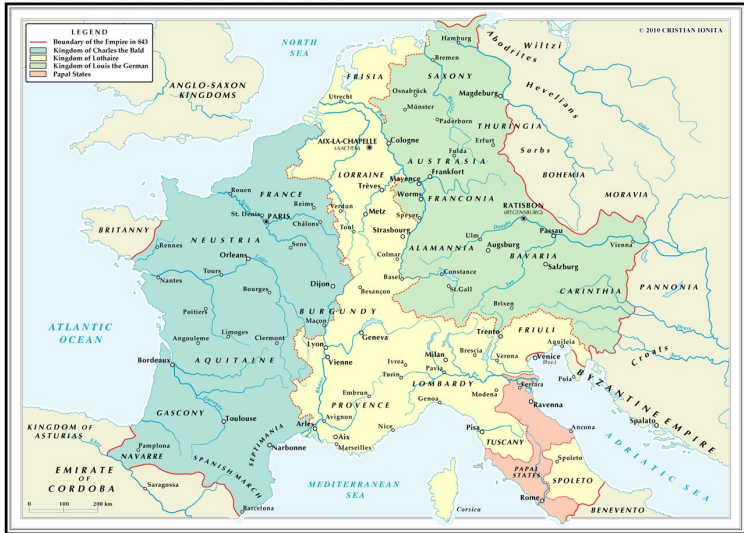 LEGEND
Boundary of the Empire in 843
Kingdom of Charles the Bald
Kingdom of Lothaire
Kingdom of Louis the German
Papal States
© 2010 CRISTIAN IONITA
NORTH
SEA
ANGLO-SAXON
KINGDOMS
Hamburg
Abodrites
Wiltzi
Bremen
FRISIA
SAXONY
Hevelians
Utrecht
Osnabrück
Münster
Magdeburg
Paderborn
THURINGIA
Elbe
Oder
AIX-LA-CHAPELLE
(AACHEN)
Cologne
Erfurt
Sorbs
Fulda
AUSTRASIA
BOHEMIA
LORRAINE
Mayence
Frankfort
MORAVIA
Trèves
Rouen
FRANCE
Reims
Verdun
Metz
Worms
FRANCONIA
RATISBON
(REGENSBURG)
St. Dénis
PARIS
Châlons
Toul
Speyer
BRITANNY
NEUSTRIA
Strasbourg
ALAMANNIA
Ulm
Passau
Rennes
Sens
Augsburg
Vienna
Orleans
Colmar
BAVARIA
Salzburg
Tours
Basel
Constance
Nantes
Bourges
Dijon
Besançon
St.Gall
CARINTHIA
PANNONIA
Poitiers
BURGUNDY
Brixen
Macon
ATLANTIC
OCEAN
Angouleme
Limoges
Clermont
Geneva
Trento
FRIULI
Lyon
Aquileia
Croats
Vienne
Ivrea
Milan
Brescia
Verona
Venice
(Byz.)
Bordeaux
AQUITAINE
Turin
Pavia
Pola
LOMBARDY
Ferrara
BYZANTINE EMPIRE
Embrun
Modena
Genoa
Ravenna
GASCONY
PROVENCE
Avignon
Nice
KINGDOM OF
ASTURIAS
Toulouse
Arles
Aix
Pisa
Ancona
Spalato
Marseilles
TUSCANY
SEPTIMANIA
Pamplona
Narbonne
ADRIATIC SEA
NAVARRE
SPANISH MARCH
Spoleto
EMIRATE
OF
CORDOBA
MEDITERRANEAN
SEA
PAPAL
STATES
SPOLETO
Saragossa
Rome
0 100 200 km
Barcelona
Corsica
BENEVENTO